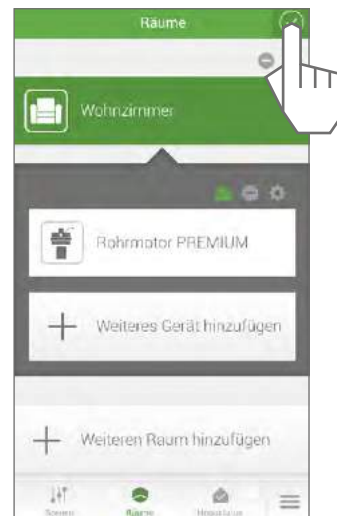 Räume
Wohnzimmer
Rohrmotor PREMIUM
Weiteres Gerät hinzufügen
Weiteren Raum hinzufügen
Räume